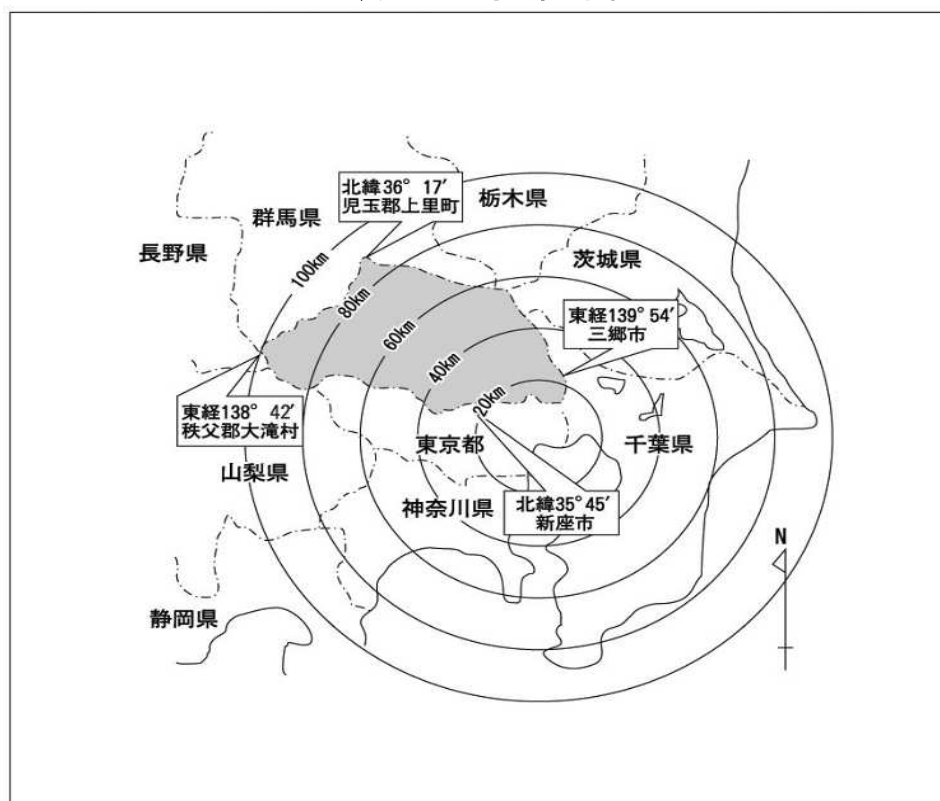 北緯36° 17′
児玉郡上里町
栃木県
群馬県
長野県
100km
茨城県
80km
東経139° 54′
三郷市
60km
40km
20km
東経138° 42′
秩父郡大滝村
東京都
千葉県
山梨県
神奈川県
北緯35° 45′
新座市
N
静岡県